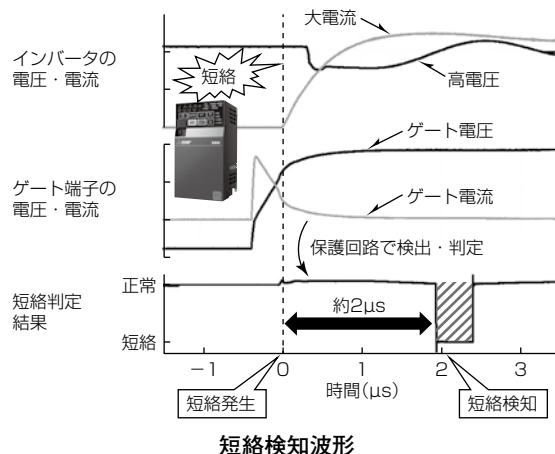 大電流
インバータの
電圧・電流
短絡
高電圧
ゲート電圧
ゲート端子の
電圧・電流
ゲート電流
保護回路で検出・判定
正常
短絡判定
結果
約2μs
短絡
−1 0 1 2 3
時間(μs)
短絡発生
短絡検知
短絡検知波形